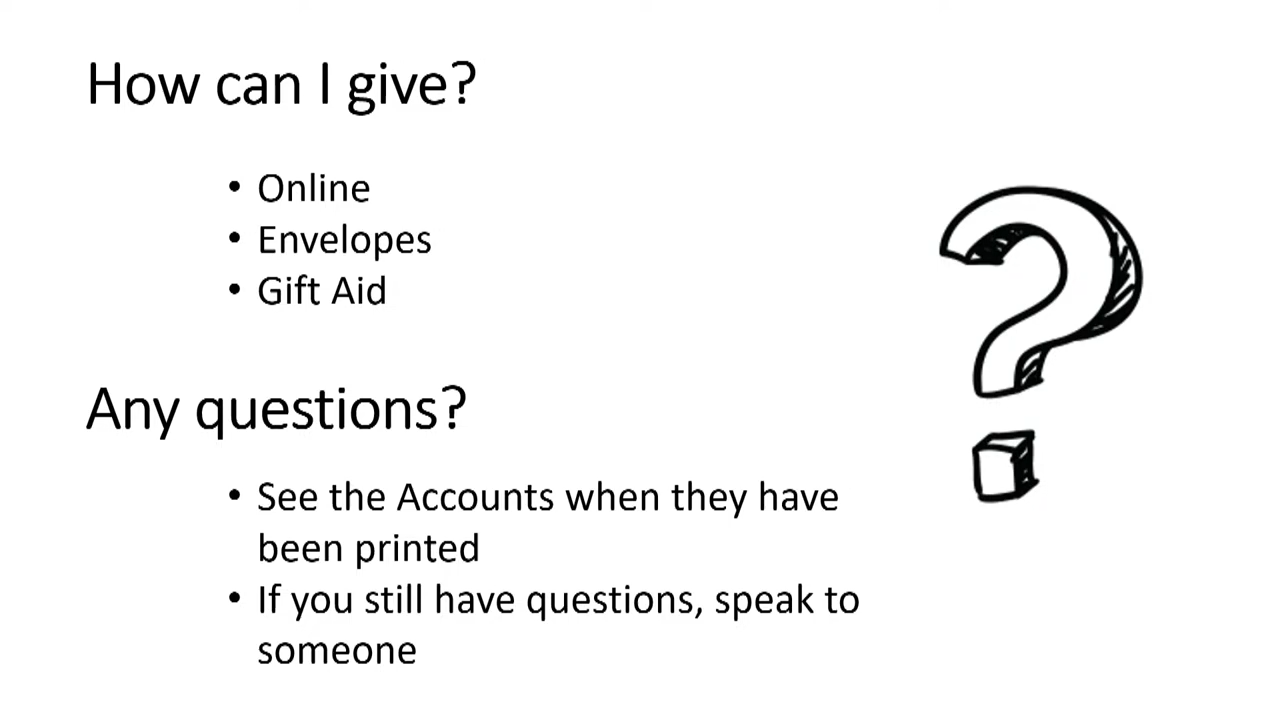 How can I give?
• Online
• Envelopes
• Gift Aid
Any questions?
• See the Accounts when they have
been printed
• If you still have questions, speak to
someone